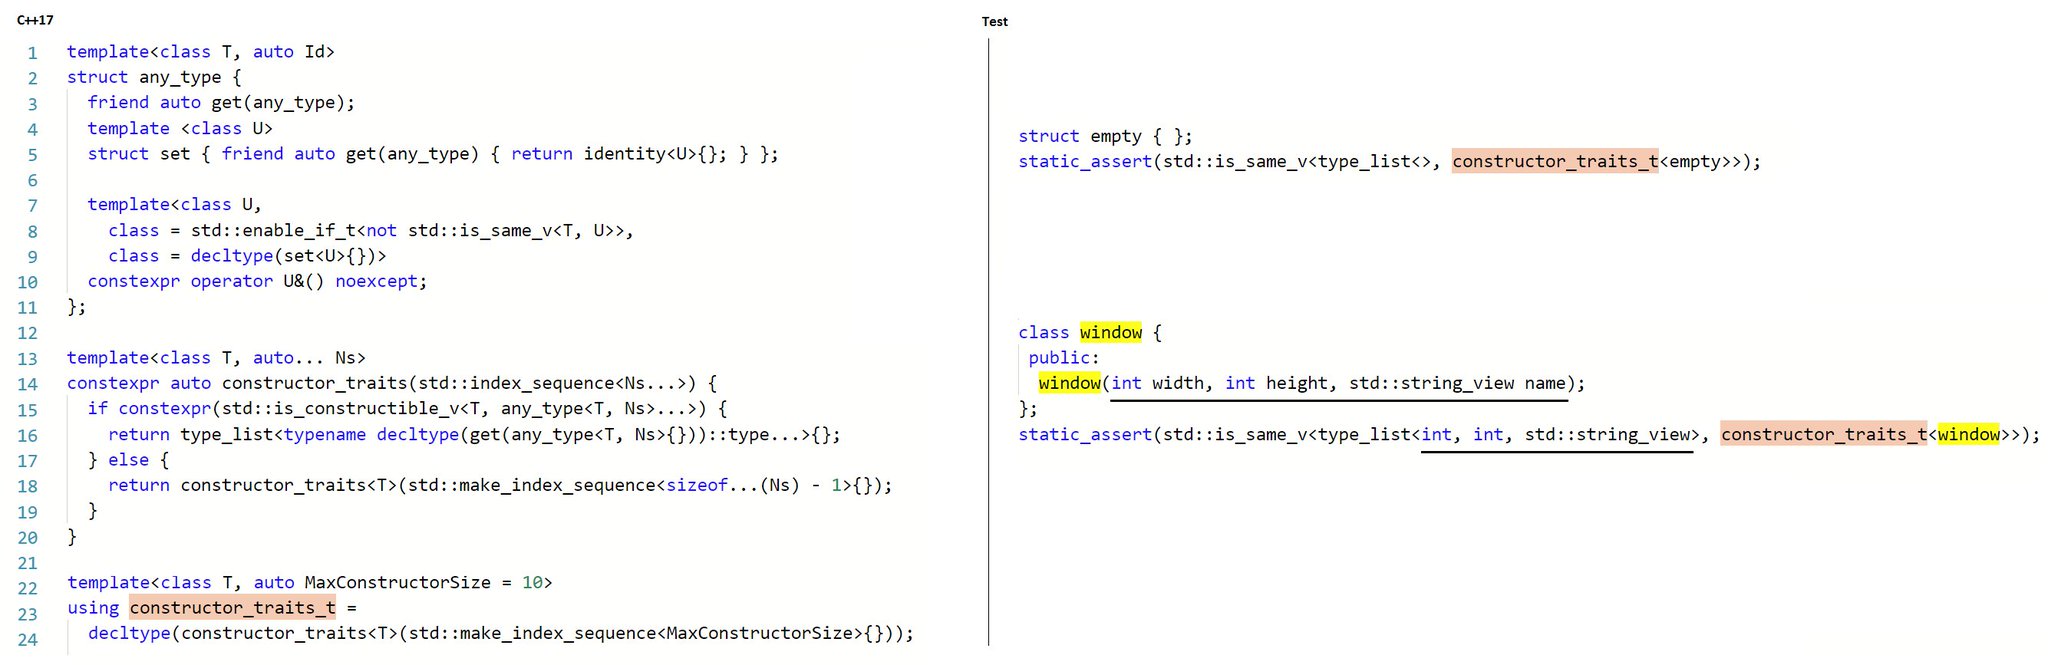 C++17
1 template<class T, auto Id>
2 struct any_type {
3 friend auto get(any_type);
4 template <class U>
5 struct set { friend auto get(any_type) { return identity<U>{}; } };
6
7 template<class U,
8 class = std::enable_if_t<not std::is_same_v<T, U>>,
9 class = decltype(set<U>{})>
10 constexpr operator U&() noexcept;
11 };
12
13 template<class T, auto... Ns>
14 constexpr auto constructor_traits(std::index_sequence<Ns...>) {
15 if constexpr(std::is_constructible_v<T, any_type<T, Ns>...>) {
16 return type_list<typename decltype(get(any_type<T, Ns>{}))::type...>{};
17 } else {
18 return constructor_traits<T>(std::make_index_sequence<sizeof...(Ns) - 1>{});
19 }
20 }
21
22 template<class T, auto MaxConstructorSize = 10>
23 using constructor_traits_t =
24 decltype(constructor_traits<T>(std::make_index_sequence<MaxConstructorSize>{}));
Test
struct empty { };
static_assert(std::is_same_v<type_list<>, constructor_traits_t<empty>>);
class window {
public:
window(int width, int height, std::string_view name);
};
static_assert(std::is_same_v<type_list<int, int, std::string_view>, constructor_traits_t<window>>);